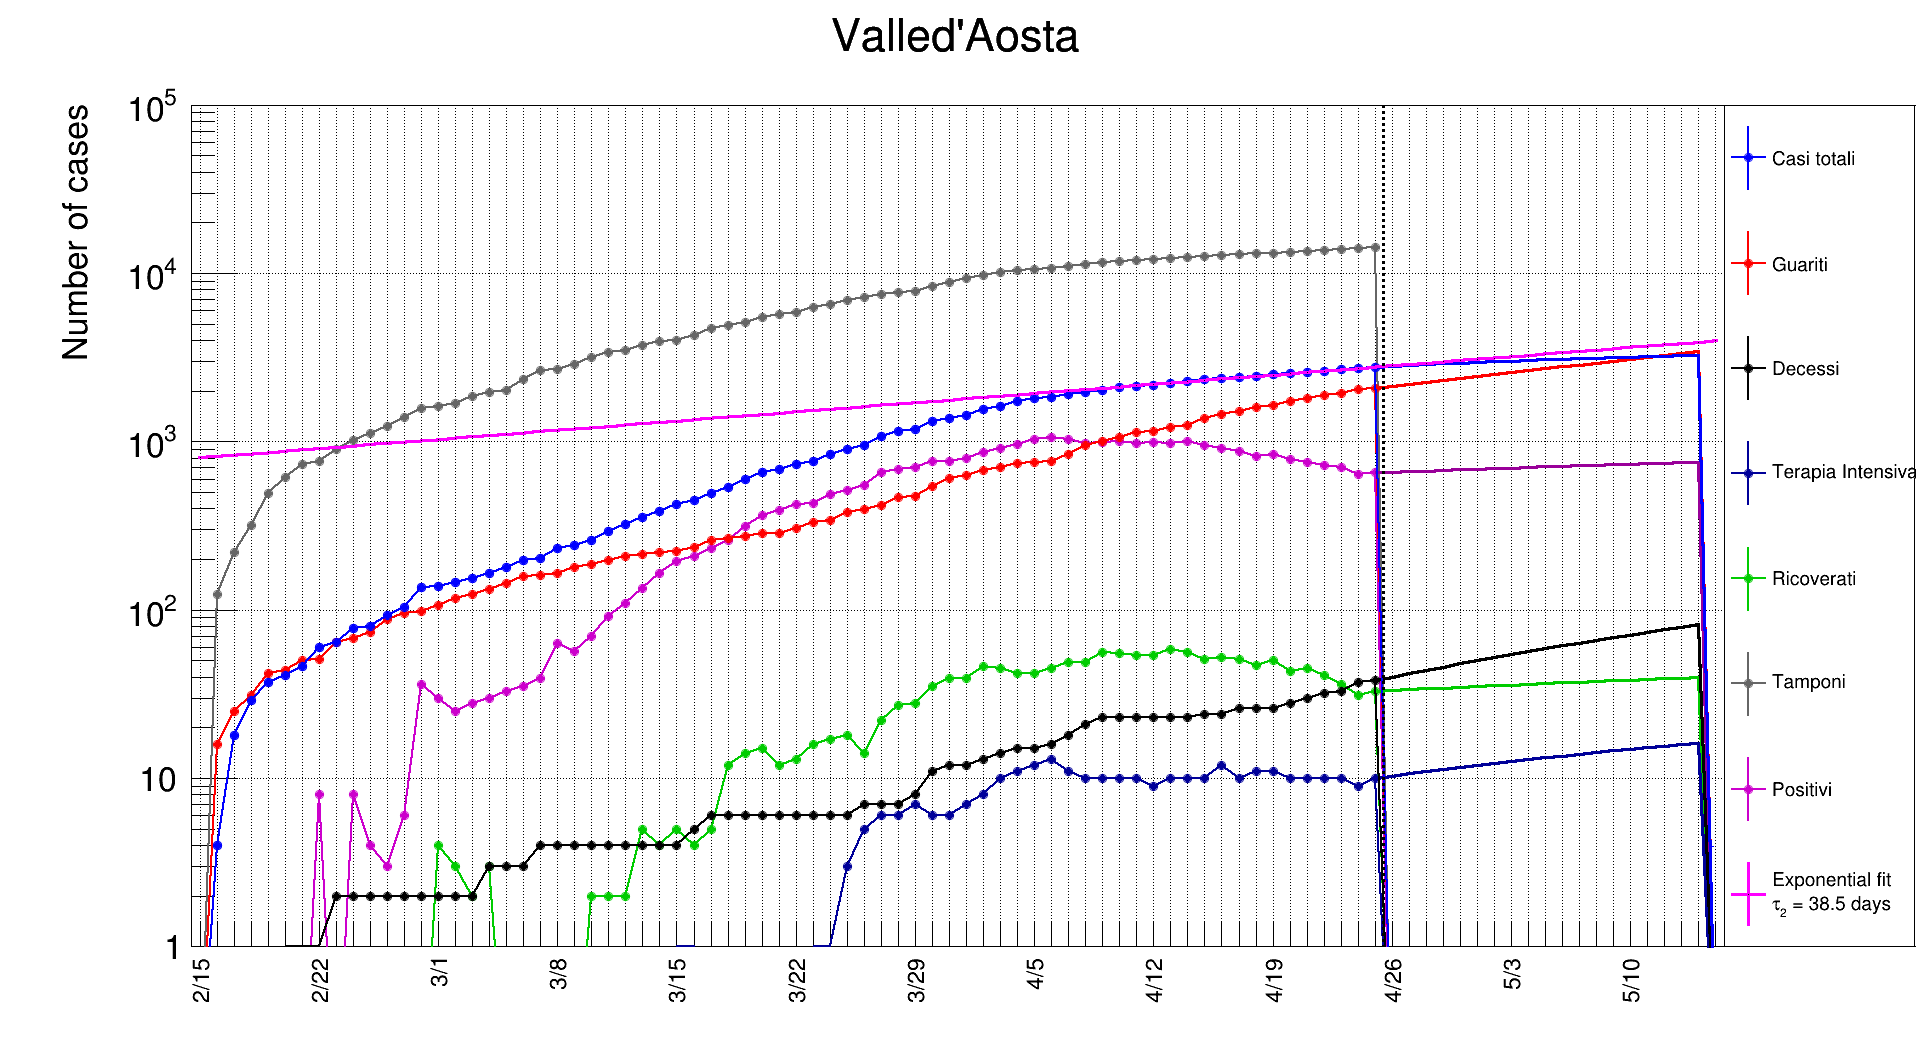 Valled'Aosta
Number of cases
10^5
10^4
10^3
10^2
10
1
2/15
2/22
3/1
3/8
3/15
3/22
3/29
4/5
4/12
4/19
4/26
5/3
5/10
Casi totali
Guariti
Decessi
Terapia Intensiva
Ricoverati
Tamponi
Positivi
Exponential fit
τ_2 = 38.5 days